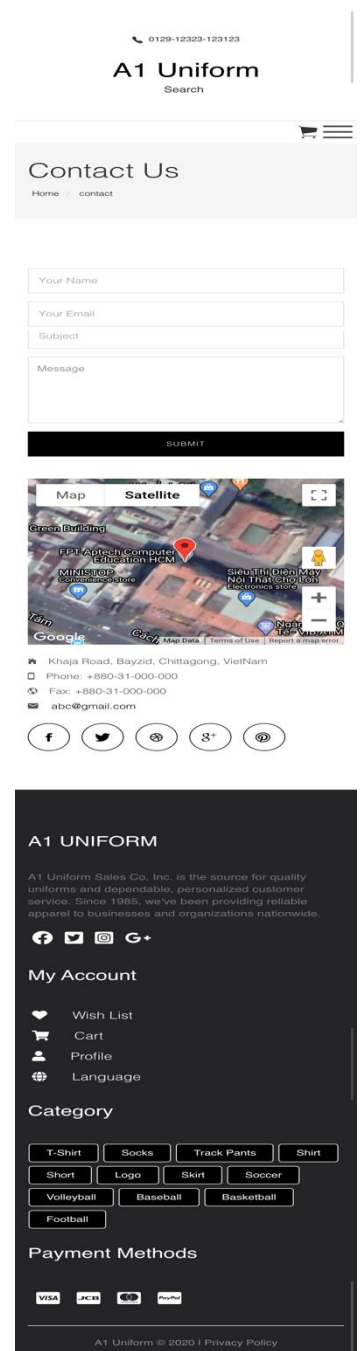 0129-12323-123123
A1 Uniform
Search
Contact Us
Home / contact
Your Name
Your Email
Subject
Message
SUBMIT
Map Satellite
Green Building
FPT Aptech Computer
Education HCM
MINISTOP
Convenience store
Siêu Thị Điện Máy
Nội Thất Chợ Lớn
Electronics store
Cách
Google
Map Data Terms of Use Report a map error
Khaja Road, Bayzid, Chittagong, VietNam
Phone: +880-31-000-000
Fax: +880-31-000-000
abc@gmail.com
A1 UNIFORM
A1 Uniform Sales Co, Inc. is the source for quality
uniforms and dependable, personalized customer
service. Since 1985, we've been providing reliable
apparel to businesses and organizations nationwide.
My Account
Wish List
Cart
Profile
Language
Category
T-Shirt Socks Track Pants Shirt
Short Logo Skirt Soccer
Volleyball Baseball Basketball
Football
Payment Methods
VISA JCB PayPal
A1 Uniform © 2020 | Privacy Policy